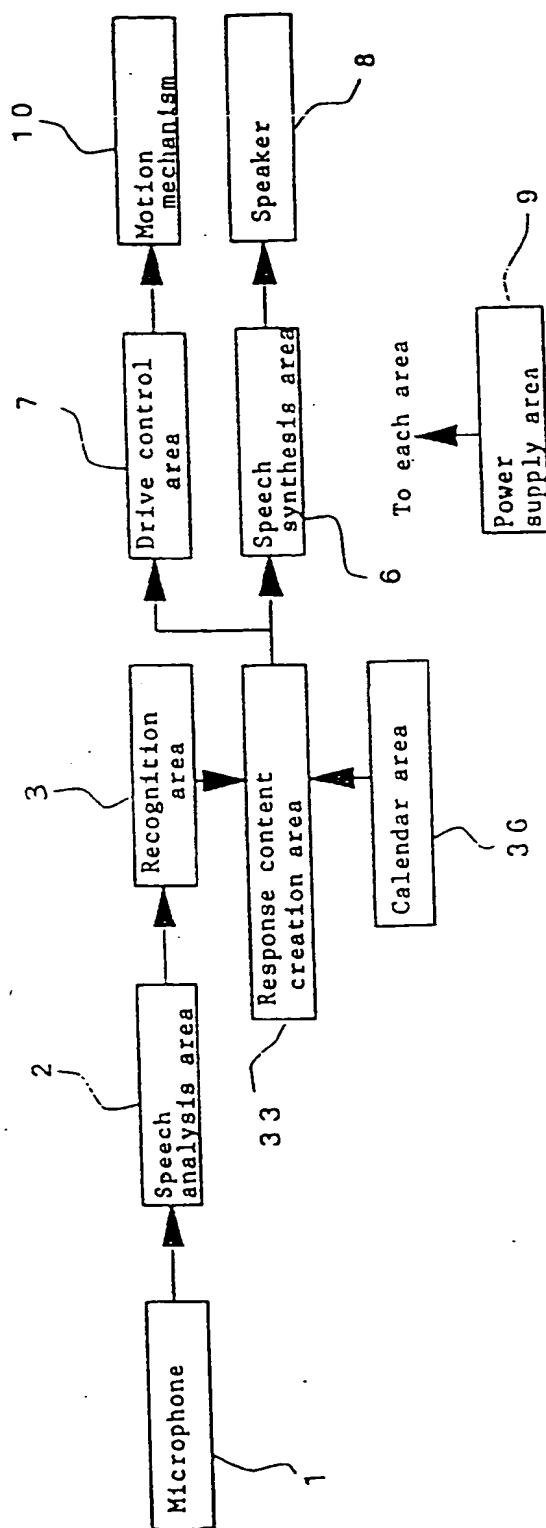 1
Microphone
2
Speech
analysis area
3
Recognition
area
33
Response content
creation area
36
Calendar area
7
Drive control
area
10
Motion
mechanism
6
Speech
synthesis area
8
Speaker
To each area
9
Power
supply area